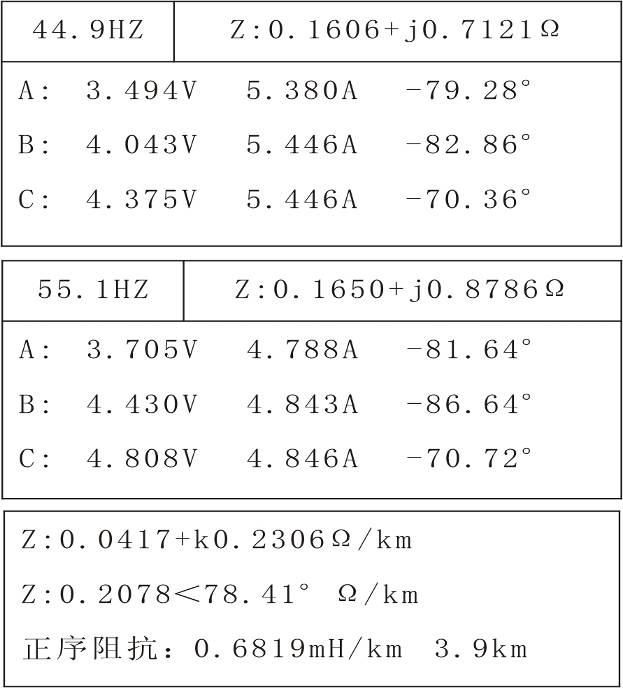 44.9HZ Z:0.1606+j0.7121Ω
A: 3.494V 5.380A -79.28°
B: 4.043V 5.446A -82.86°
C: 4.375V 5.446A -70.36°
55.1HZ Z:0.1650+j0.8786Ω
A: 3.705V 4.788A -81.64°
B: 4.430V 4.843A -86.64°
C: 4.808V 4.846A -70.72°
Z:0.0417+k0.2306Ω/km
Z:0.2078<78.41° Ω/km
正序阻抗：0.6819mH/km 3.9km